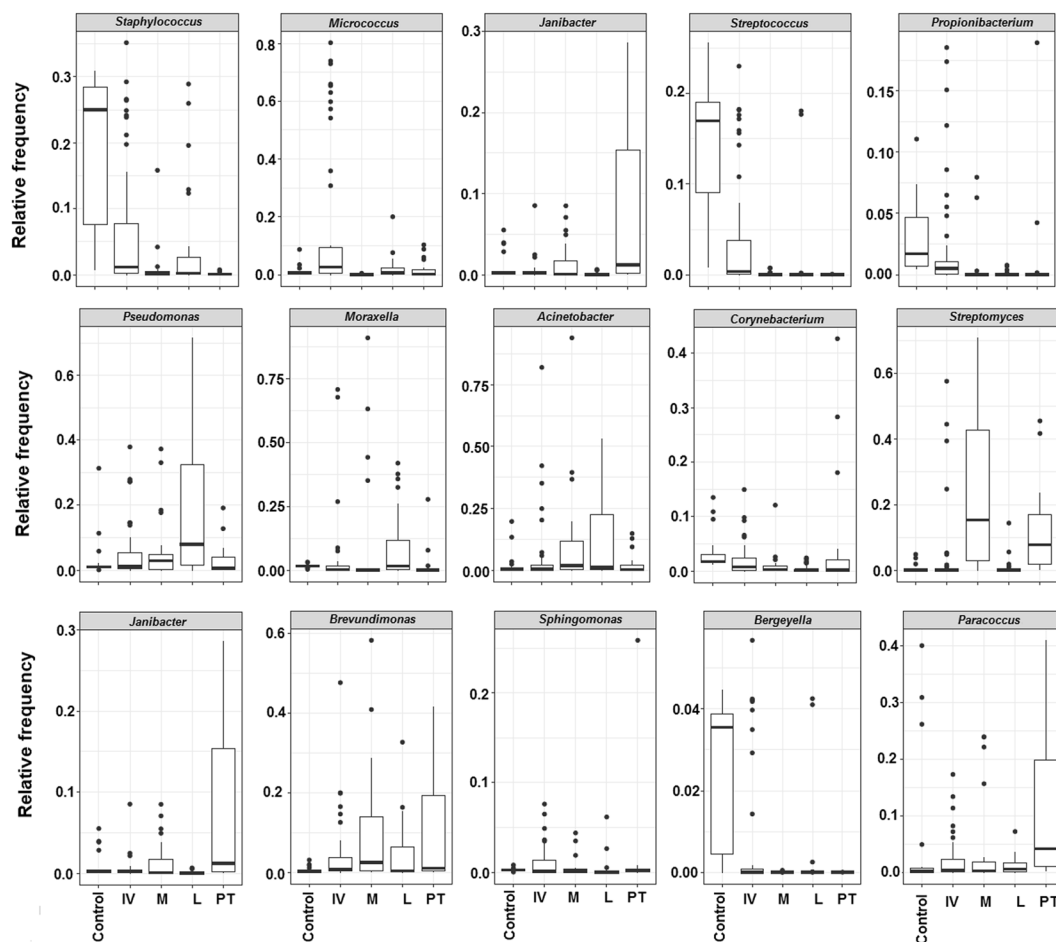 Staphylococcus Micrococcus Janibacter Streptococcus Propionibacterium
Relative frequency
0.3 0.2 0.1 0.0
0.8 0.6 0.4 0.2 0.0
0.3 0.2 0.1 0.0
0.2 0.1 0.0
0.15 0.10 0.05 0.00
Pseudomonas Moraxella Acinetobacter Corynebacterium Streptomyces
Relative frequency
0.6 0.4 0.2 0.0
0.75 0.50 0.25 0.00
0.75 0.50 0.25 0.00
0.4 0.3 0.2 0.1 0.0
0.6 0.4 0.2 0.0
Janibacter Brevundimonas Sphingomonas Bergeyella Paracoccus
Relative frequency
0.3 0.2 0.1 0.0
0.6 0.4 0.2 0.0
0.2 0.1 0.0
0.04 0.02 0.00
0.4 0.3 0.2 0.1 0.0
Control IV M L PT Control IV M L PT Control IV M L PT Control IV M L PT Control IV M L PT